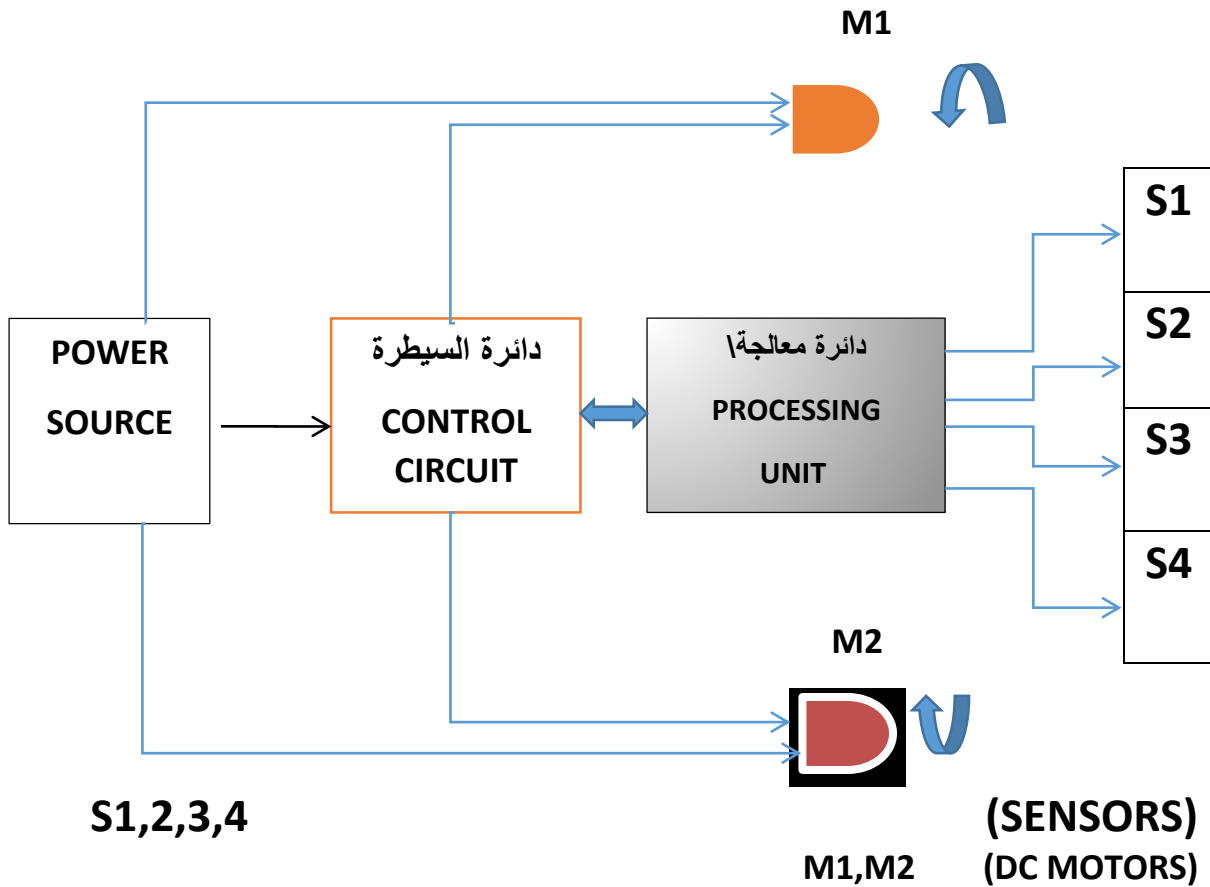 M1
S1
S2
S3
S4
POWER
SOURCE
دائرة السيطرة
CONTROL
CIRCUIT
دائرة معالجة\
PROCESSING
UNIT
M2
S1,2,3,4
(SENSORS)
M1,M2
(DC MOTORS)